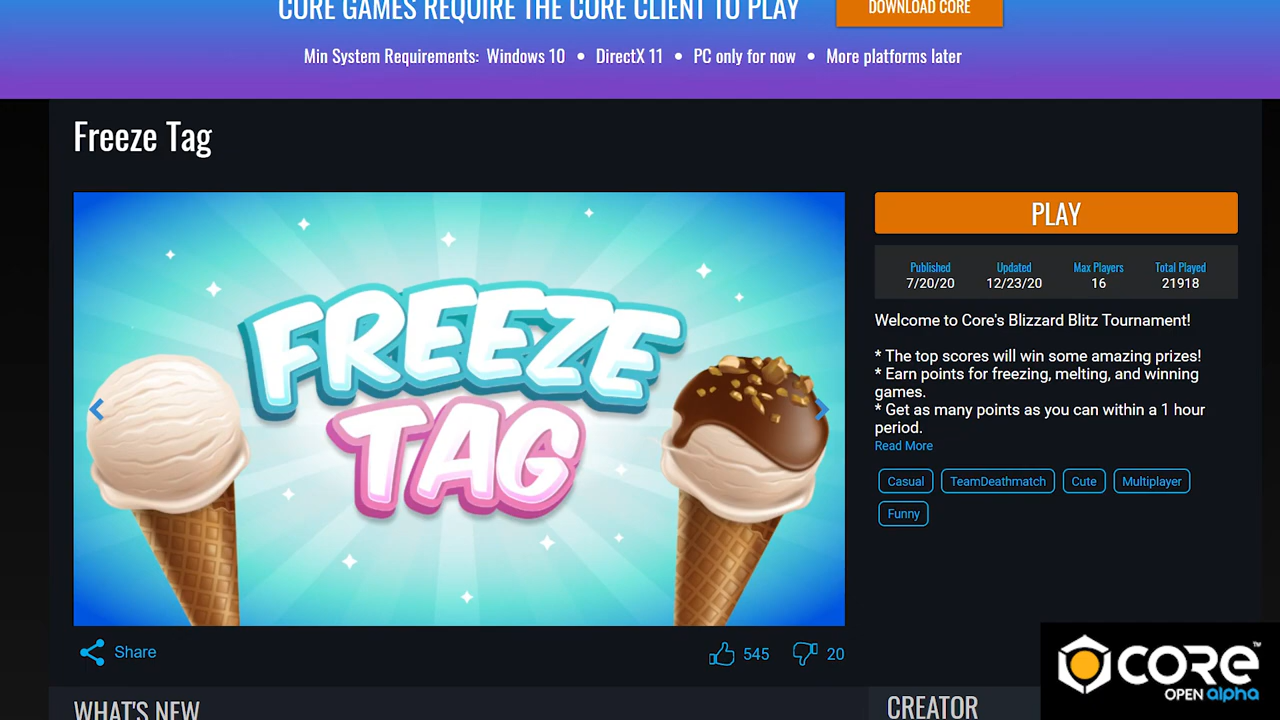 CORE GAMES REQUIRE THE CORE CLIENT TO PLAY
DOWNLOAD CORE
Min System Requirements: Windows 10 • DirectX 11 • PC only for now • More platforms later
Freeze Tag
FREEZE
TAG
PLAY
Published Updated Max Players Total Played
7/20/20 12/23/20 16 21918
Welcome to Core's Blizzard Blitz Tournament!
* The top scores will win some amazing prizes!
* Earn points for freezing, melting, and winning
games.
* Get as many points as you can within a 1 hour
period.
Read More
Casual TeamDeathmatch Cute Multiplayer
Funny
Share 545 20
WHAT'S NEW
CREATOR
CORE™
OPEN alpha